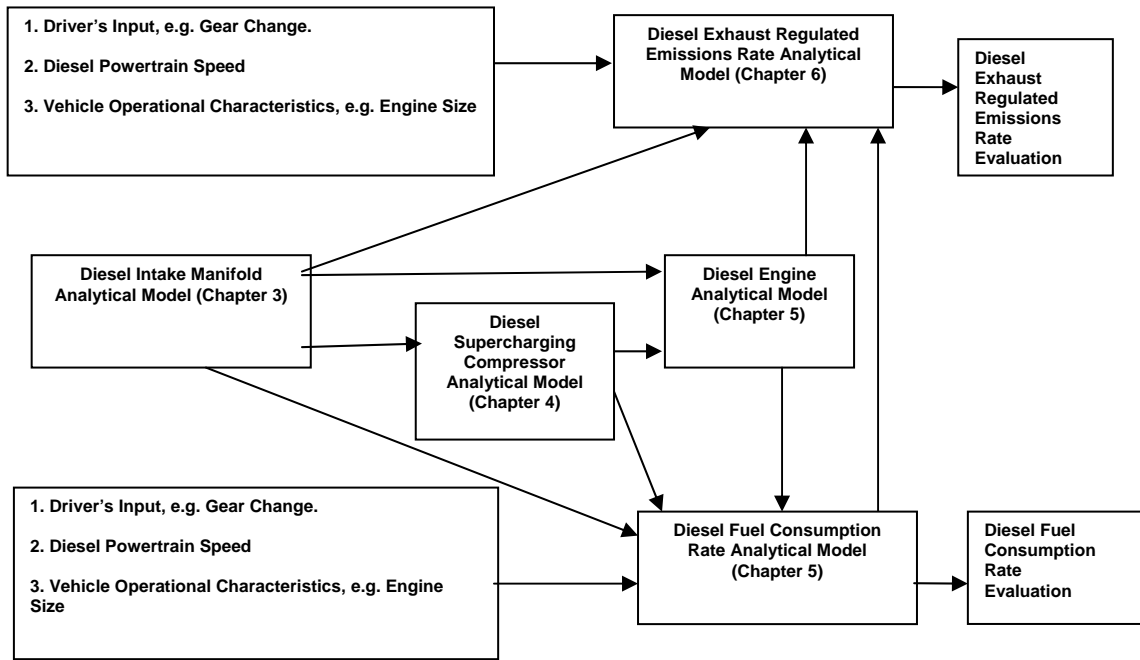 1. Driver's Input, e.g. Gear Change.
2. Diesel Powertrain Speed
3. Vehicle Operational Characteristics, e.g. Engine Size
Diesel Exhaust Regulated
Emissions Rate Analytical
Model (Chapter 6)
Diesel
Exhaust
Regulated
Emissions
Rate
Evaluation
Diesel Intake Manifold
Analytical Model (Chapter 3)
Diesel
Supercharging
Compressor
Analytical Model
(Chapter 4)
Diesel Engine
Analytical Model
(Chapter 5)
1. Driver's Input, e.g. Gear Change.
2. Diesel Powertrain Speed
3. Vehicle Operational Characteristics, e.g. Engine
Size
Diesel Fuel Consumption
Rate Analytical Model
(Chapter 5)
Diesel Fuel
Consumption
Rate
Evaluation